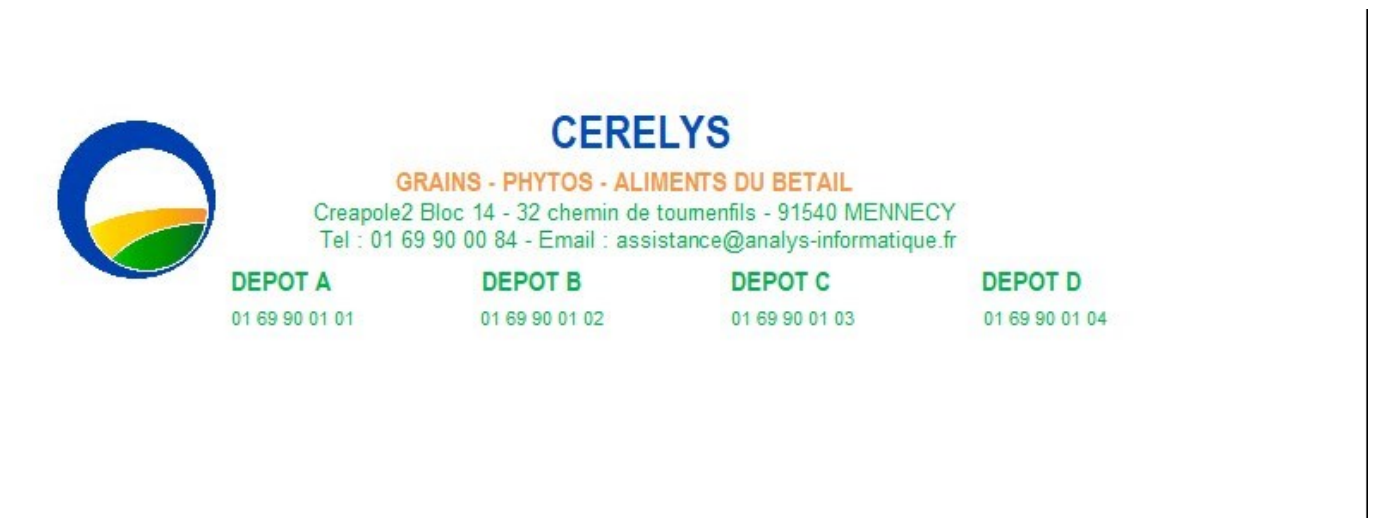 CERELYS
GRAINS - PHYTOS - ALIMENTS DU BETAIL
Creapole2 Bloc 14 - 32 chemin de tournenfils - 91540 MENNECY
Tel : 01 69 90 00 84 - Email : assistance@analys-informatique.fr
DEPOT A DEPOT B DEPOT C DEPOT D
01 69 90 01 01 01 69 90 01 02 01 69 90 01 03 01 69 90 01 04